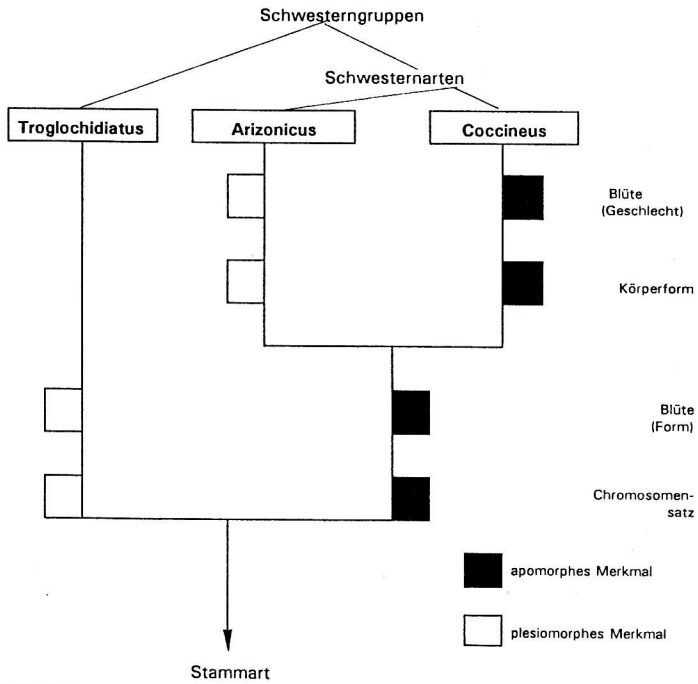 Schwesterngruppen
Schwesternarten
Troglochidiatus
Arizonicus
Coccineus
Blüte
(Geschlecht)
Körperform
Blüte
(Form)
Chromosomen-
satz
apomorphes Merkmal
plesiomorphes Merkmal
Stammart